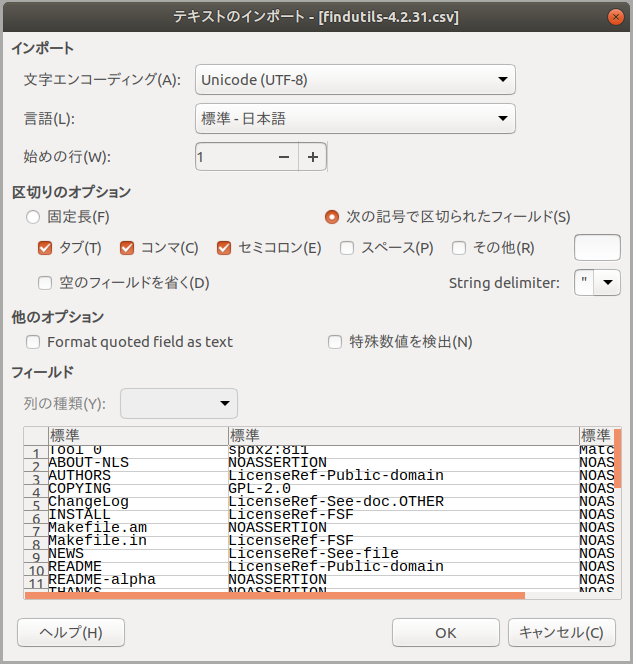 テキストのインポート - [findutils-4.2.31.csv]
インポート
文字エンコーディング(A): Unicode (UTF-8)
言語(L): 標準 - 日本語
始めの行(W): 1
区切りのオプション
固定長(F) 次の記号で区切られたフィールド(S)
タブ(T) コンマ(C) セミコロン(E) スペース(P) その他(R)
空のフィールドを省く(D) String delimiter: "
他のオプション
Format quoted field as text 特殊数値を検出(N)
フィールド
列の種類(Y):
標準 標準 標準
1 Tool_0 spdx2:811 Matc
2 ABOUT-NLS NOASSERTION NOAS
3 AUTHORS LicenseRef-Public-domain NOAS
4 COPYING GPL-2.0 NOAS
5 ChangeLog LicenseRef-See-doc.OTHER NOAS
6 INSTALL LicenseRef-FSF NOAS
7 Makefile.am NOASSERTION NOAS
8 Makefile.in LicenseRef-FSF NOAS
9 NEWS LicenseRef-See-file NOAS
10 README LicenseRef-Public-domain NOAS
11 README-alpha NOASSERTION NOAS
THANKS NOASSERTION NOAS
ヘルプ(H) OK キャンセル(C)